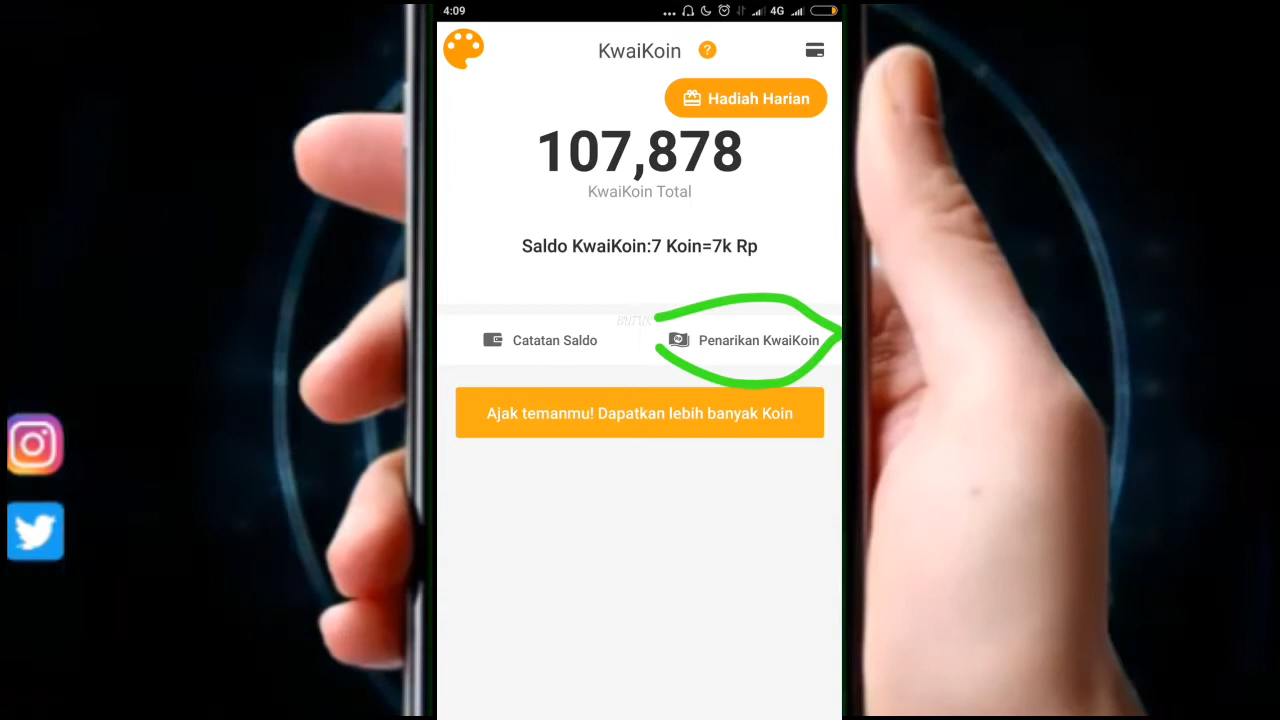 4:09
4G
KwaiKoin ?
Hadiah Harian
107,878
KwaiKoin Total
Saldo KwaiKoin:7 Koin=7k Rp
Catatan Saldo
Penarikan KwaiKoin
Ajak temanmu! Dapatkan lebih banyak Koin